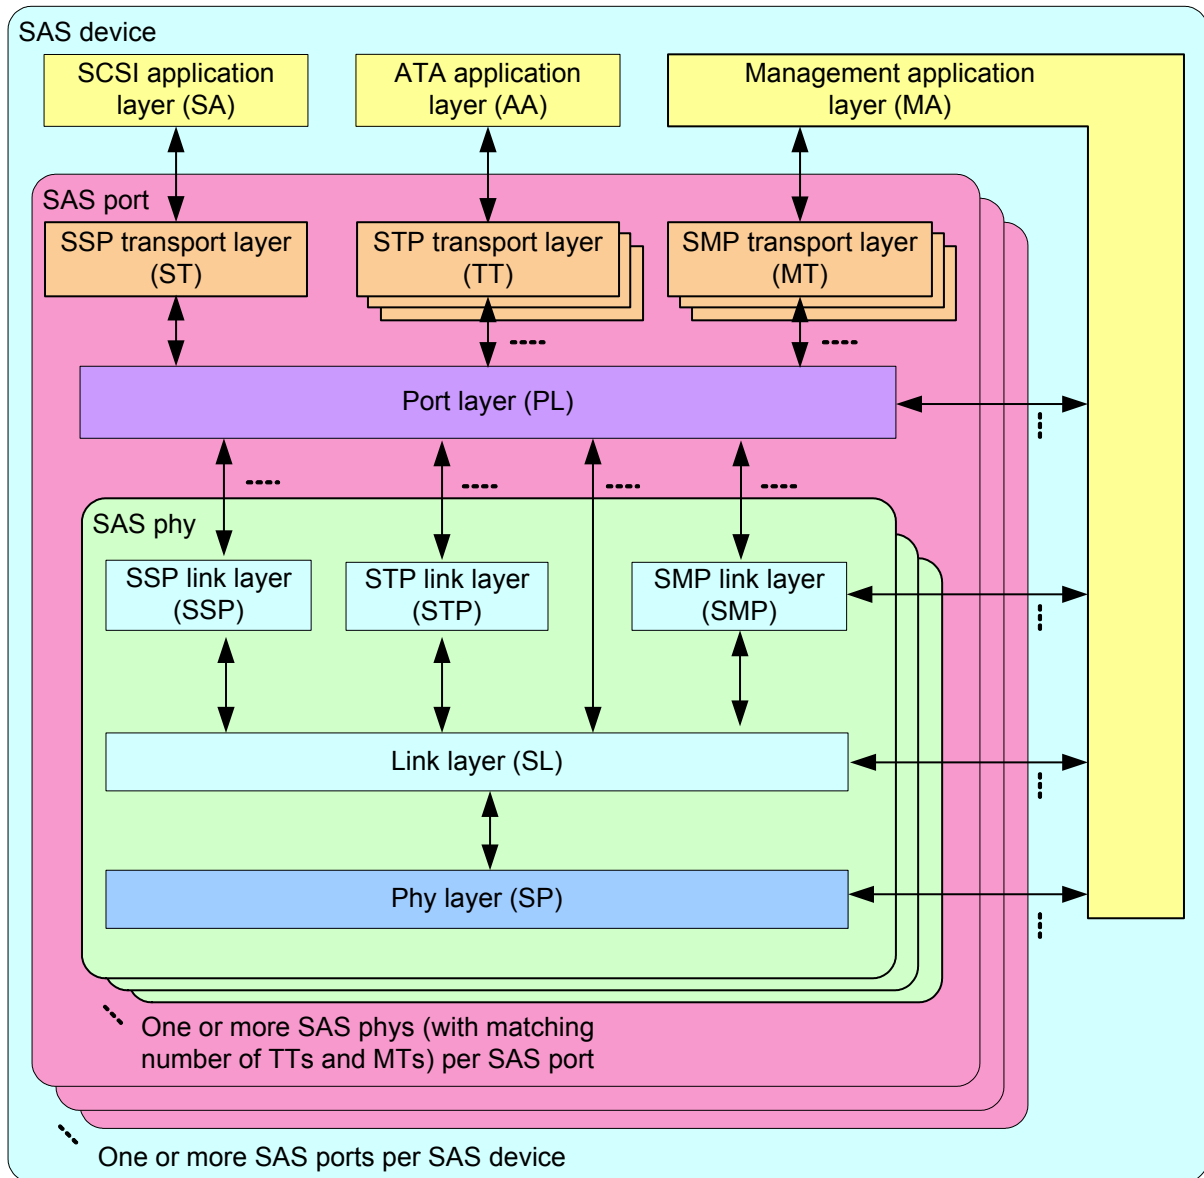 SAS device
SCSI application
layer (SA)
ATA application
layer (AA)
Management application
layer (MA)
SAS port
SSP transport layer
(ST)
STP transport layer
(TT)
SMP transport layer
(MT)
Port layer (PL)
SAS phy
SSP link layer
(SSP)
STP link layer
(STP)
SMP link layer
(SMP)
Link layer (SL)
Phy layer (SP)
One or more SAS phys (with matching
number of TTs and MTs) per SAS port
One or more SAS ports per SAS device